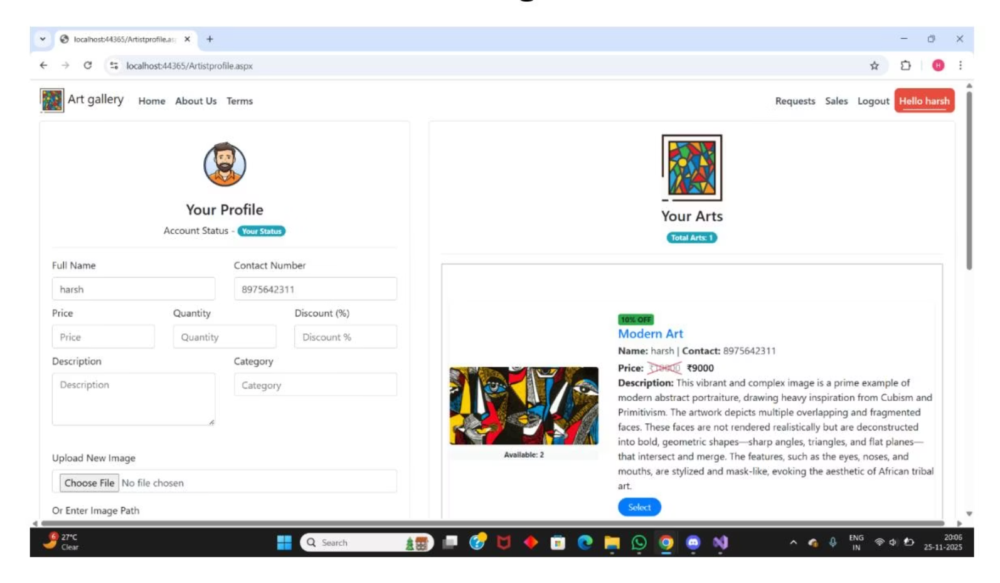 localhost:44365/Artistprofile.as
localhost:44365/Artistprofile.aspx
H
Art gallery Home About Us Terms
Requests Sales Logout Hello harsh
Your Profile
Account Status - Your Status
Full Name Contact Number
harsh 8975642311
Price Quantity Discount (%)
Price Quantity Discount %
Description Category
Description Category
Upload New Image
Choose File No file chosen
Or Enter Image Path
Your Arts
Total Arts: 1
10% OFF
Modern Art
Name: harsh | Contact: 8975642311
Price: ₹10000 ₹9000
Description: This vibrant and complex image is a prime example of
modern abstract portraiture, drawing heavy inspiration from Cubism and
Primitivism. The artwork depicts multiple overlapping and fragmented
faces. These faces are not rendered realistically but are deconstructed
into bold, geometric shapes—sharp angles, triangles, and flat planes—
that intersect and merge. The features, such as the eyes, noses, and
mouths, are stylized and mask-like, evoking the aesthetic of African tribal
art.
Available: 2
Select
6
27°C
Clear
Search
ENG
IN
20:06
25-11-2025